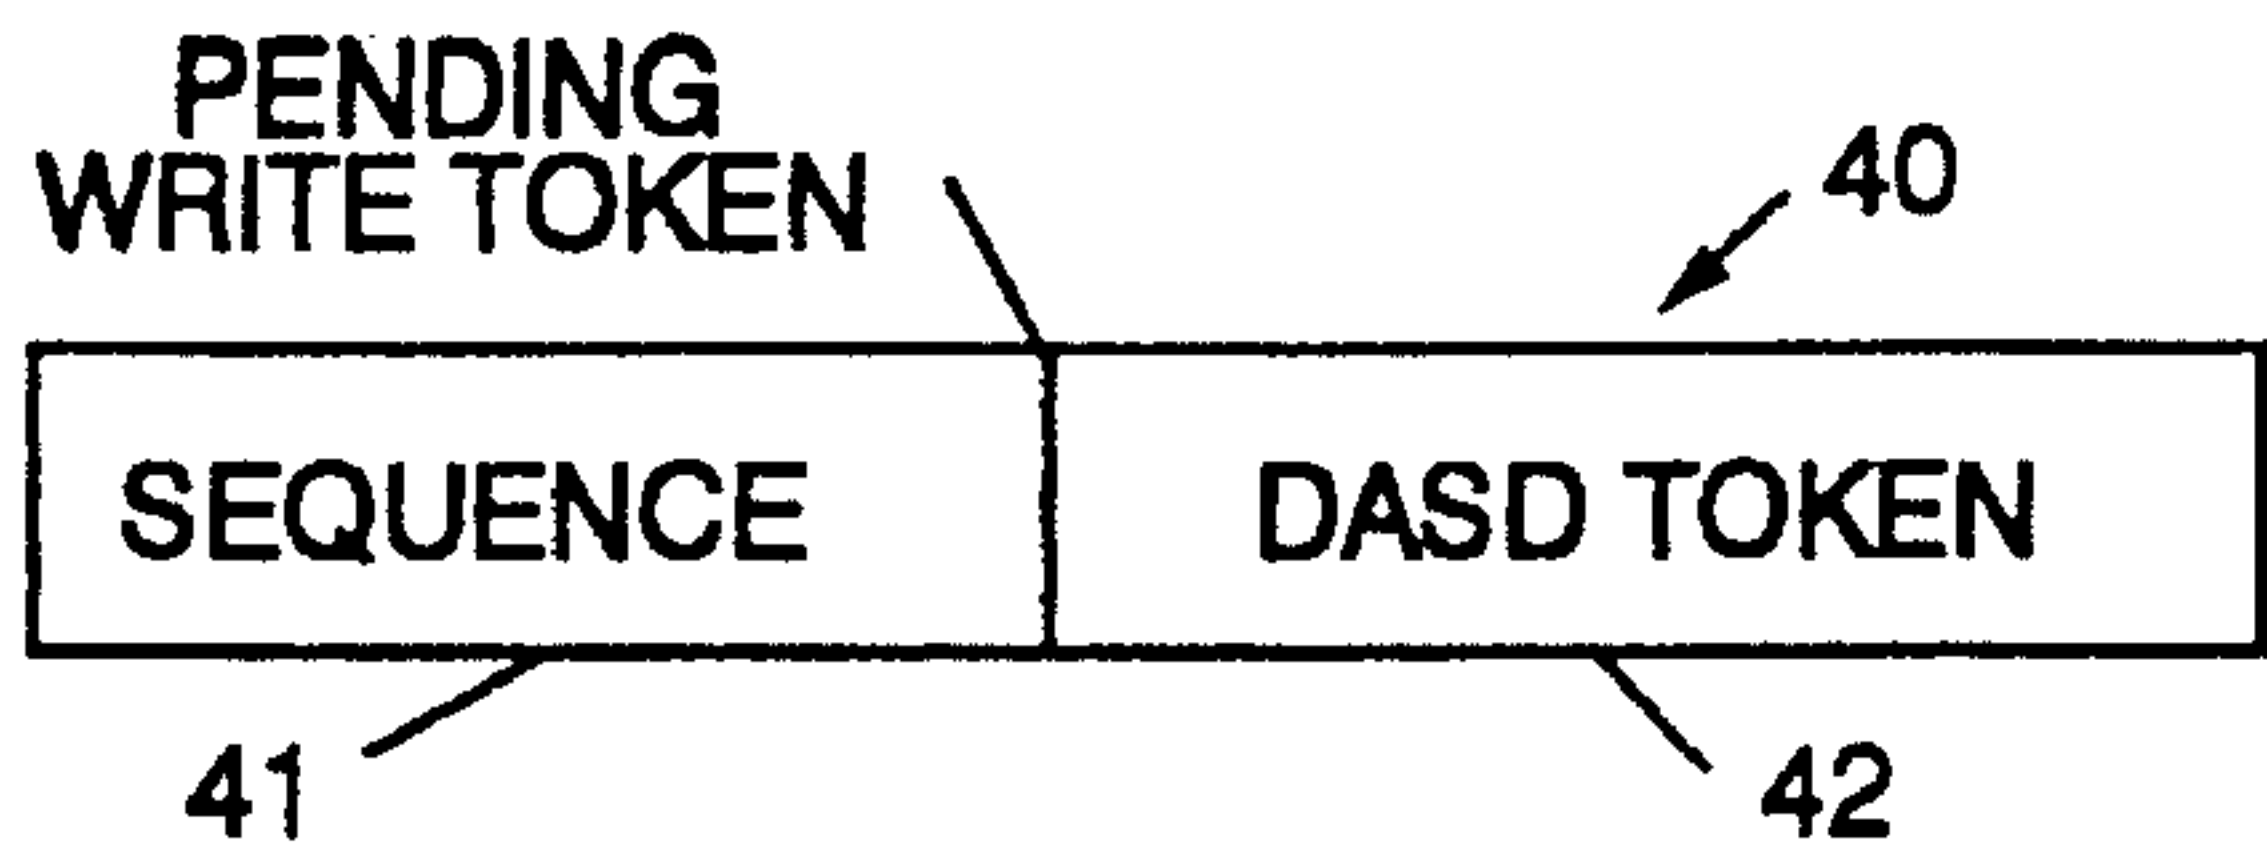 PENDING
WRITE TOKEN
40
SEQUENCE
DASD TOKEN
41
42